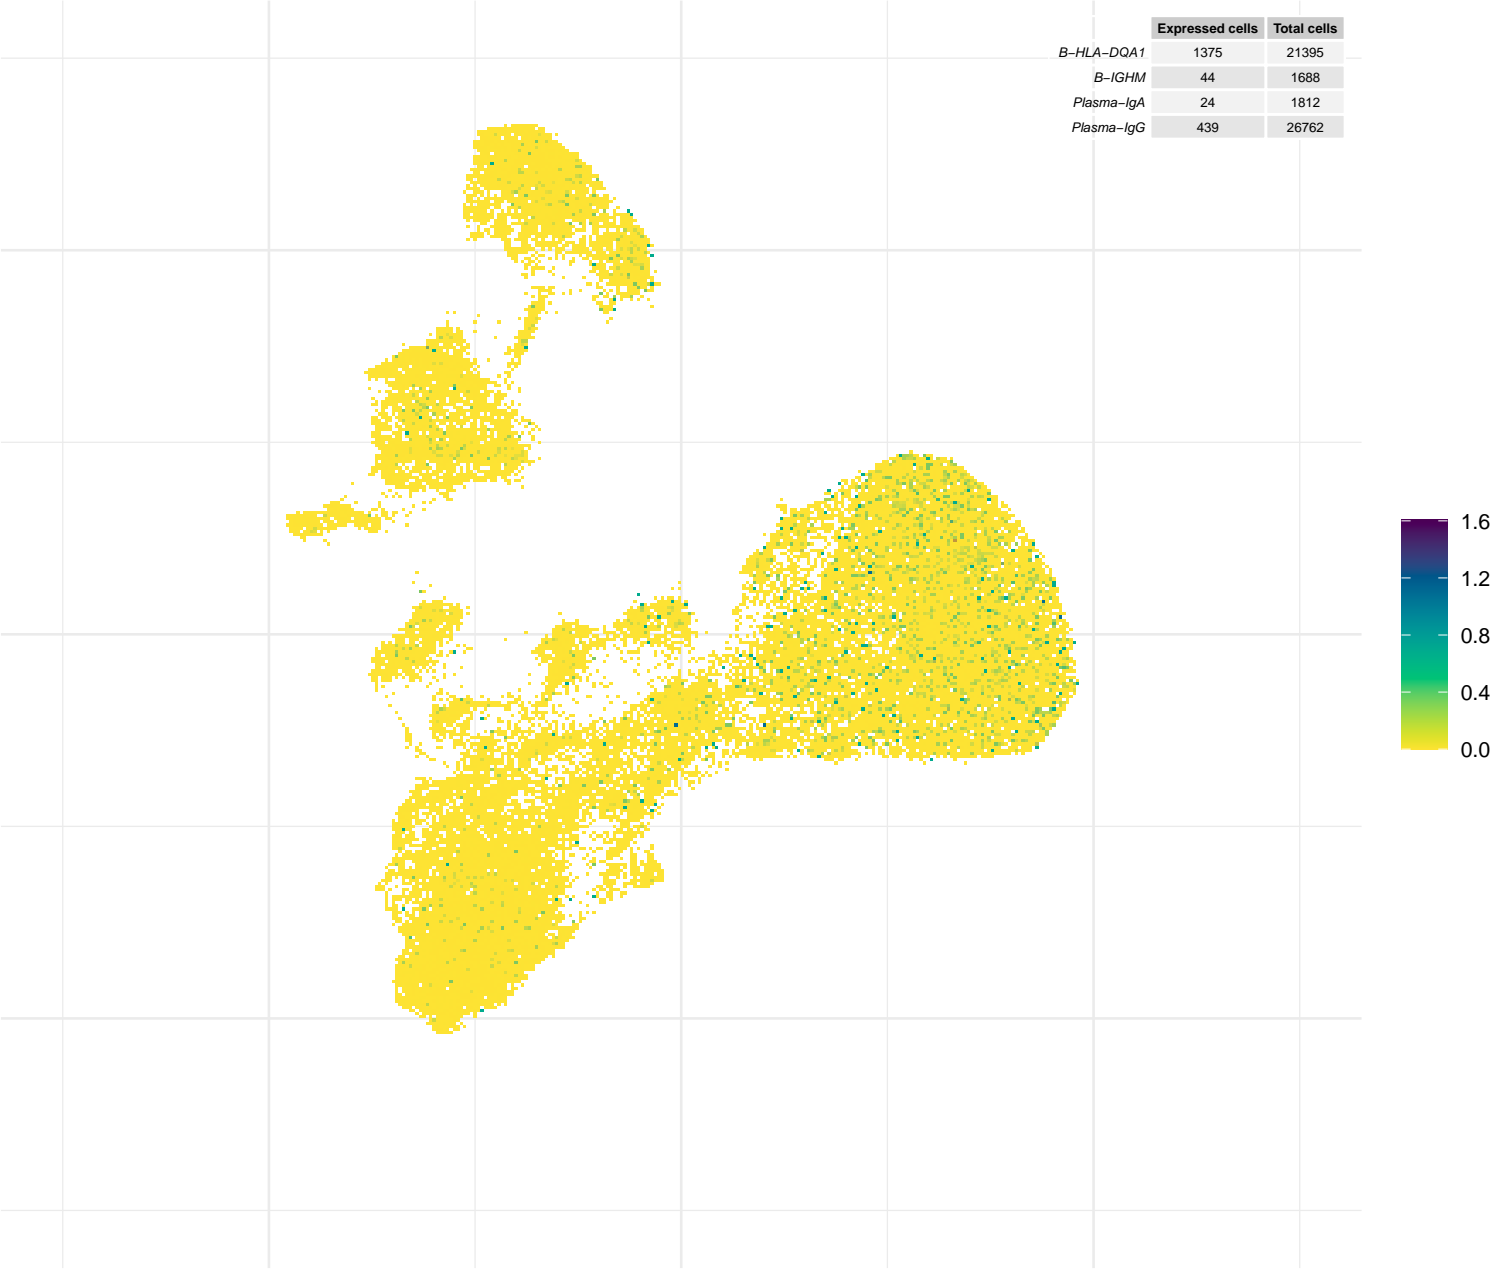 Expressed cells Total cells
B−HLA−DQA1 1375 21395
B−IGHM 44 1688
Plasma−IgA 24 1812
Plasma−IgG 439 26762
1.6
1.2
0.8
0.4
0.0